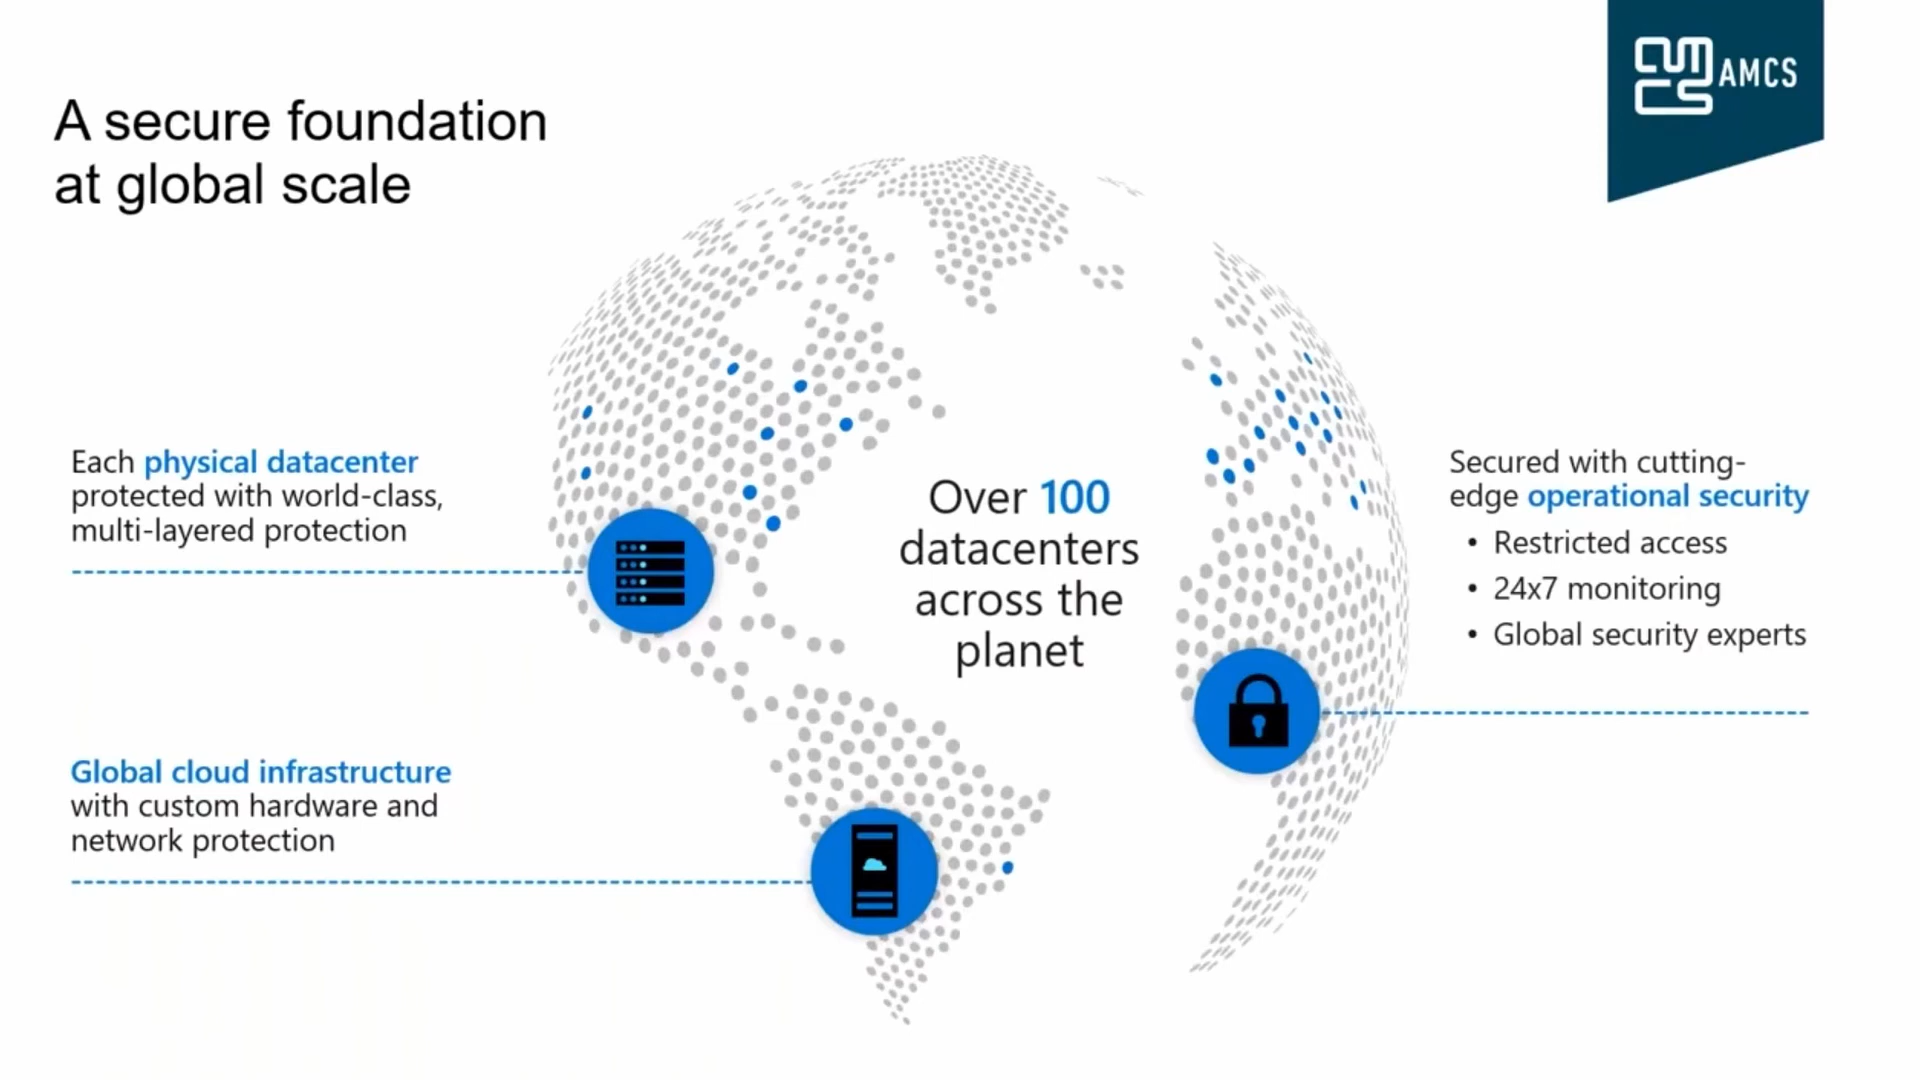 A secure foundation
at global scale
AMCS
Each physical datacenter
protected with world-class,
multi-layered protection
Over 100
datacenters
across the
planet
Secured with cutting-
edge operational security
• Restricted access
• 24x7 monitoring
• Global security experts
Global cloud infrastructure
with custom hardware and
network protection